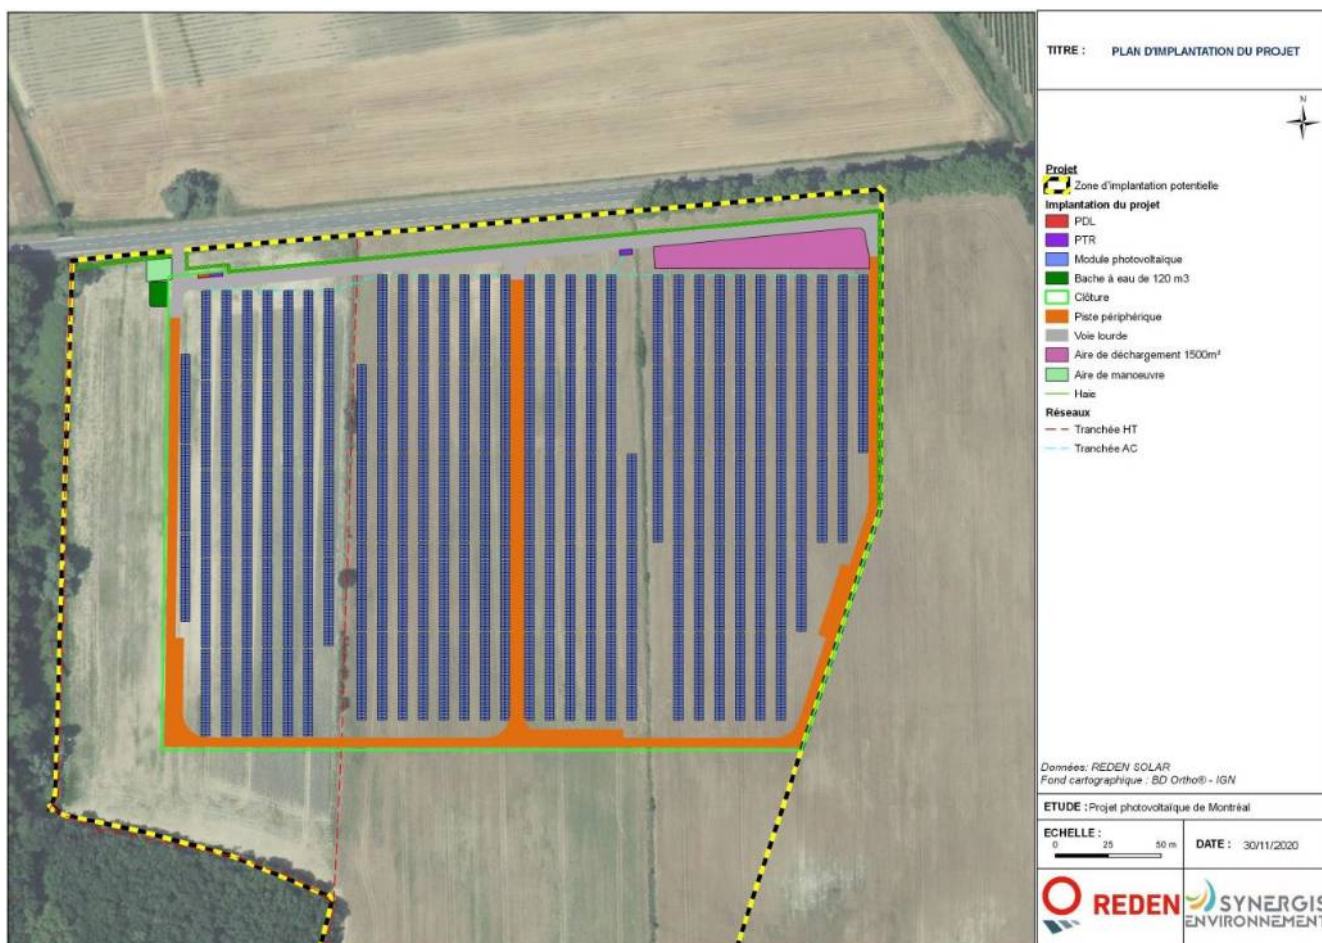 TITRE : PLAN D'IMPLANTATION DU PROJET
N
Projet
Zone d'implantation potentielle
Implantation du projet
PDL
PTR
Module photovoltaïque
Bache à eau de 120 m3
Clôture
Piste périphérique
Voie lourde
Aire de déchargement 1500m²
Aire de manoeuvre
Haie
Réseaux
Tranchée HT
Tranchée AC
Données: REDEN SOLAR
Fond cartographique : BD Ortho® - IGN
ETUDE : Projet photovoltaïque de Montréal
ECHELLE :
0 25 50 m
DATE : 30/11/2020
REDEN
SYNERGIS
ENVIRONNEMENT